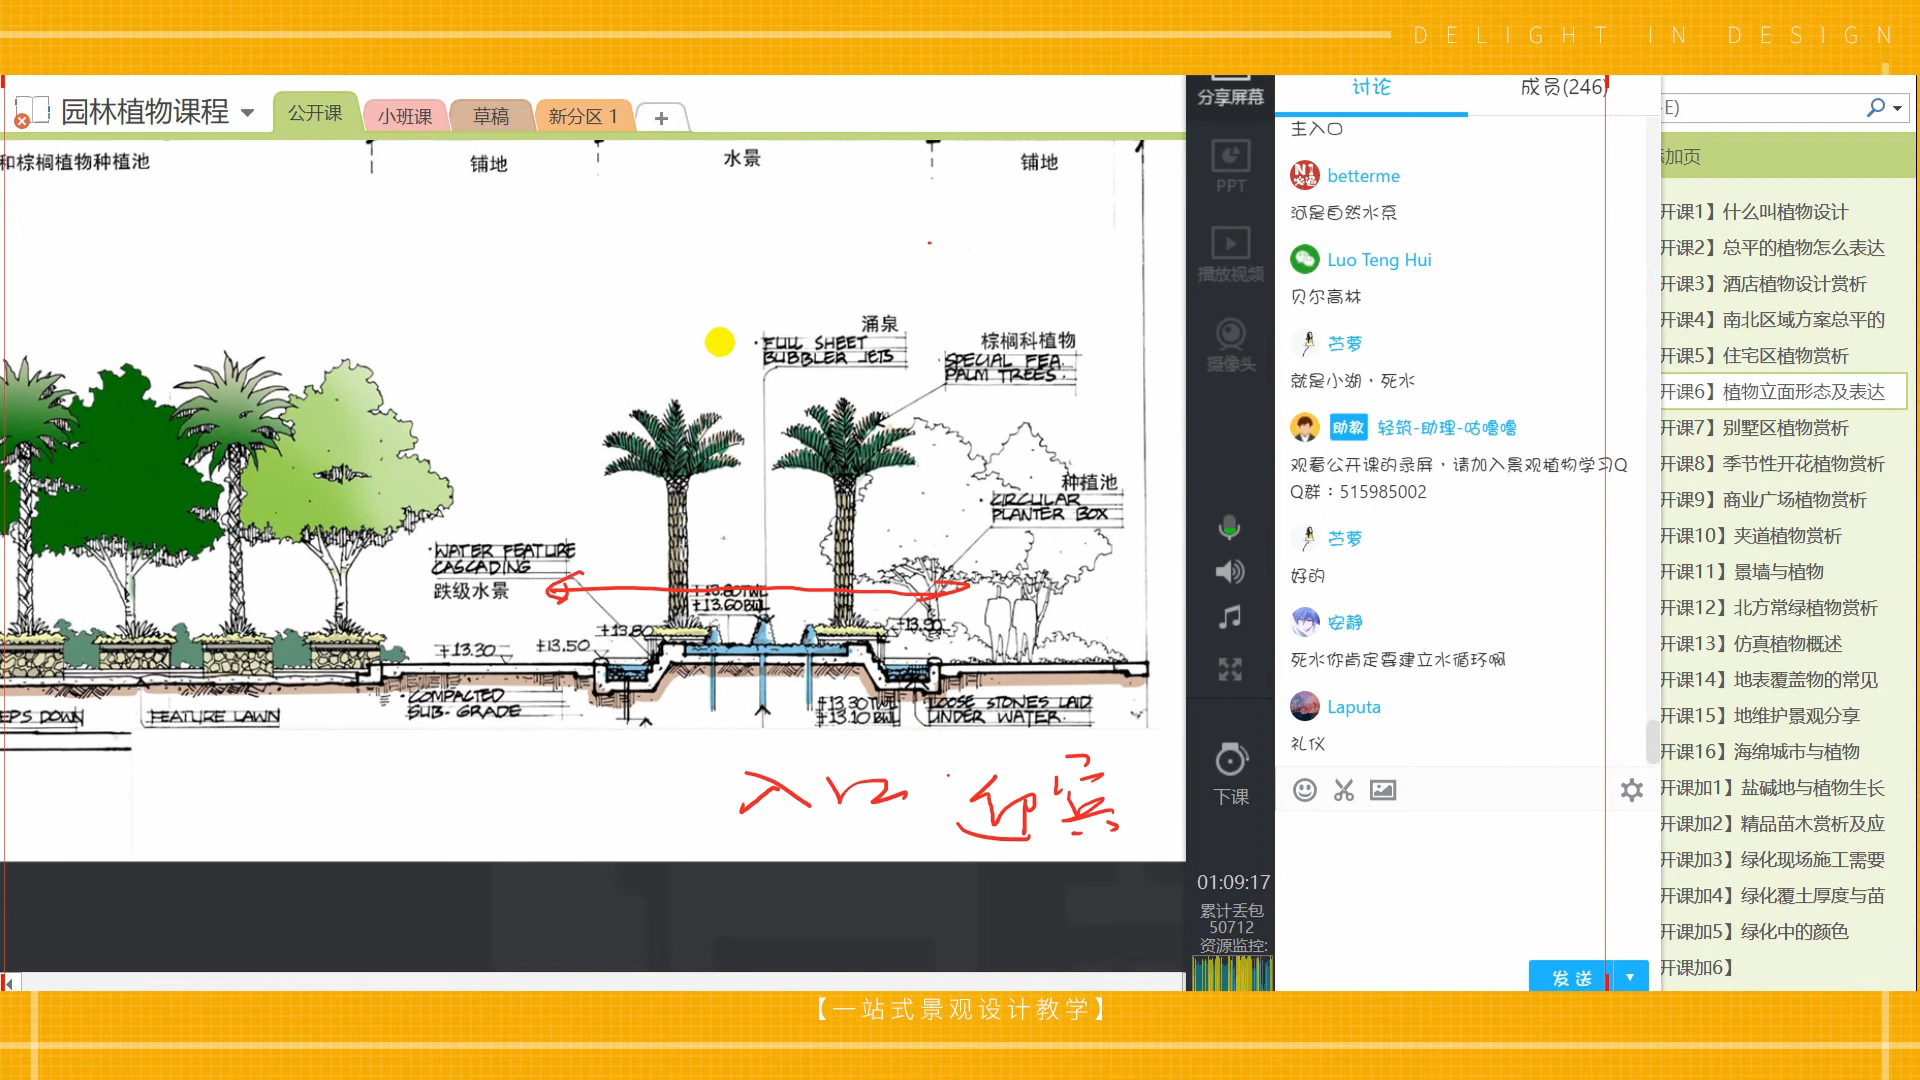 DELIGHT IN DESIGN
园林植物课程
公开课
小班课
草稿
新分区 1
和棕榈植物种植池
铺地
水景
铺地
涌泉
FULL SHEET
BUBBLER JETS
棕榈科植物
SPECIAL FEA.
PALM TREES.
种植池
CIRCULAR
PLANTER BOX
WATER FEATURE
CASCADING
跌级水景
+13.80TWL
+13.60BWL
+13.80
+13.90
+13.30
+13.50
COMPACTED
SUB-GRADE
+13.30TWL
+13.10BWL
LOOSE STONES LAID
UNDER WATER.
EPS DOWN
FEATURE LAWN
入口 迎宾
分享屏幕
PPT
播放视频
摄像头
下课
01:09:17
累计丢包
50712
资源监控:
讨论
成员(246)
主入口
betterme
河是自然水系
Luo Teng Hui
贝尔高林
苎萝
就是小湖，死水
助教 轻筑-助理-咕噜噜
观看公开课的录屏，请加入景观植物学习Q
Q群：515985002
苎萝
好的
安静
死水你肯定要建立水循环啊
Laputa
礼仪
发送
E)
加页
开课1】什么叫植物设计
开课2】总平的植物怎么表达
开课3】酒店植物设计赏析
开课4】南北区域方案总平的
开课5】住宅区植物赏析
开课6】植物立面形态及表达
开课7】别墅区植物赏析
开课8】季节性开花植物赏析
开课9】商业广场植物赏析
开课10】夹道植物赏析
开课11】景墙与植物
开课12】北方常绿植物赏析
开课13】仿真植物概述
开课14】地表覆盖物的常见
开课15】地维护景观分享
开课16】海绵城市与植物
开课加1】盐碱地与植物生长
开课加2】精品苗木赏析及应
开课加3】绿化现场施工需要
开课加4】绿化覆土厚度与苗
开课加5】绿化中的颜色
开课加6】
【一站式景观设计教学】